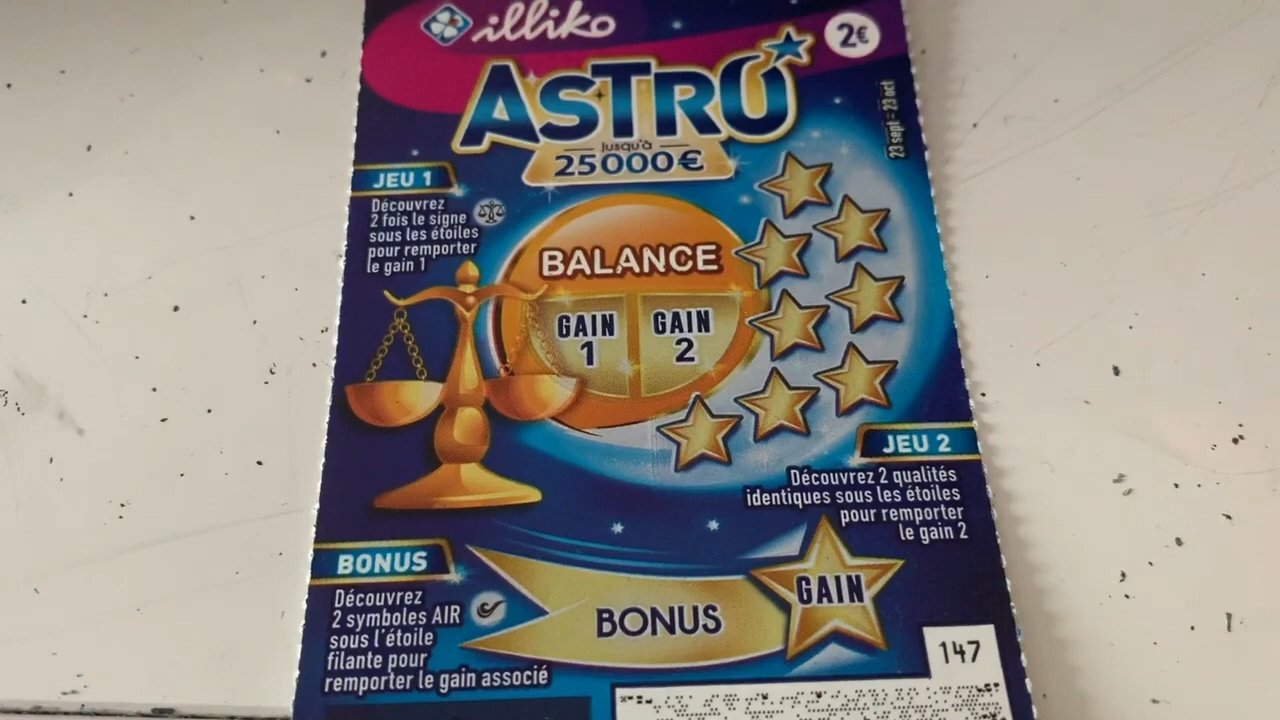 illiko
2€
ASTRO
23 sept = 23 oct
Jusqu'à
25 000 €
JEU 1
Découvrez
2 fois le signe
sous les étoiles
pour remporter
le gain 1
BALANCE
GAIN
1
GAIN
2
JEU 2
Découvrez 2 qualités
identiques sous les étoiles
pour remporter
le gain 2
BONUS
Découvrez
2 symboles AIR
sous l'étoile
filante pour
remporter le gain associé
BONUS
GAIN
147